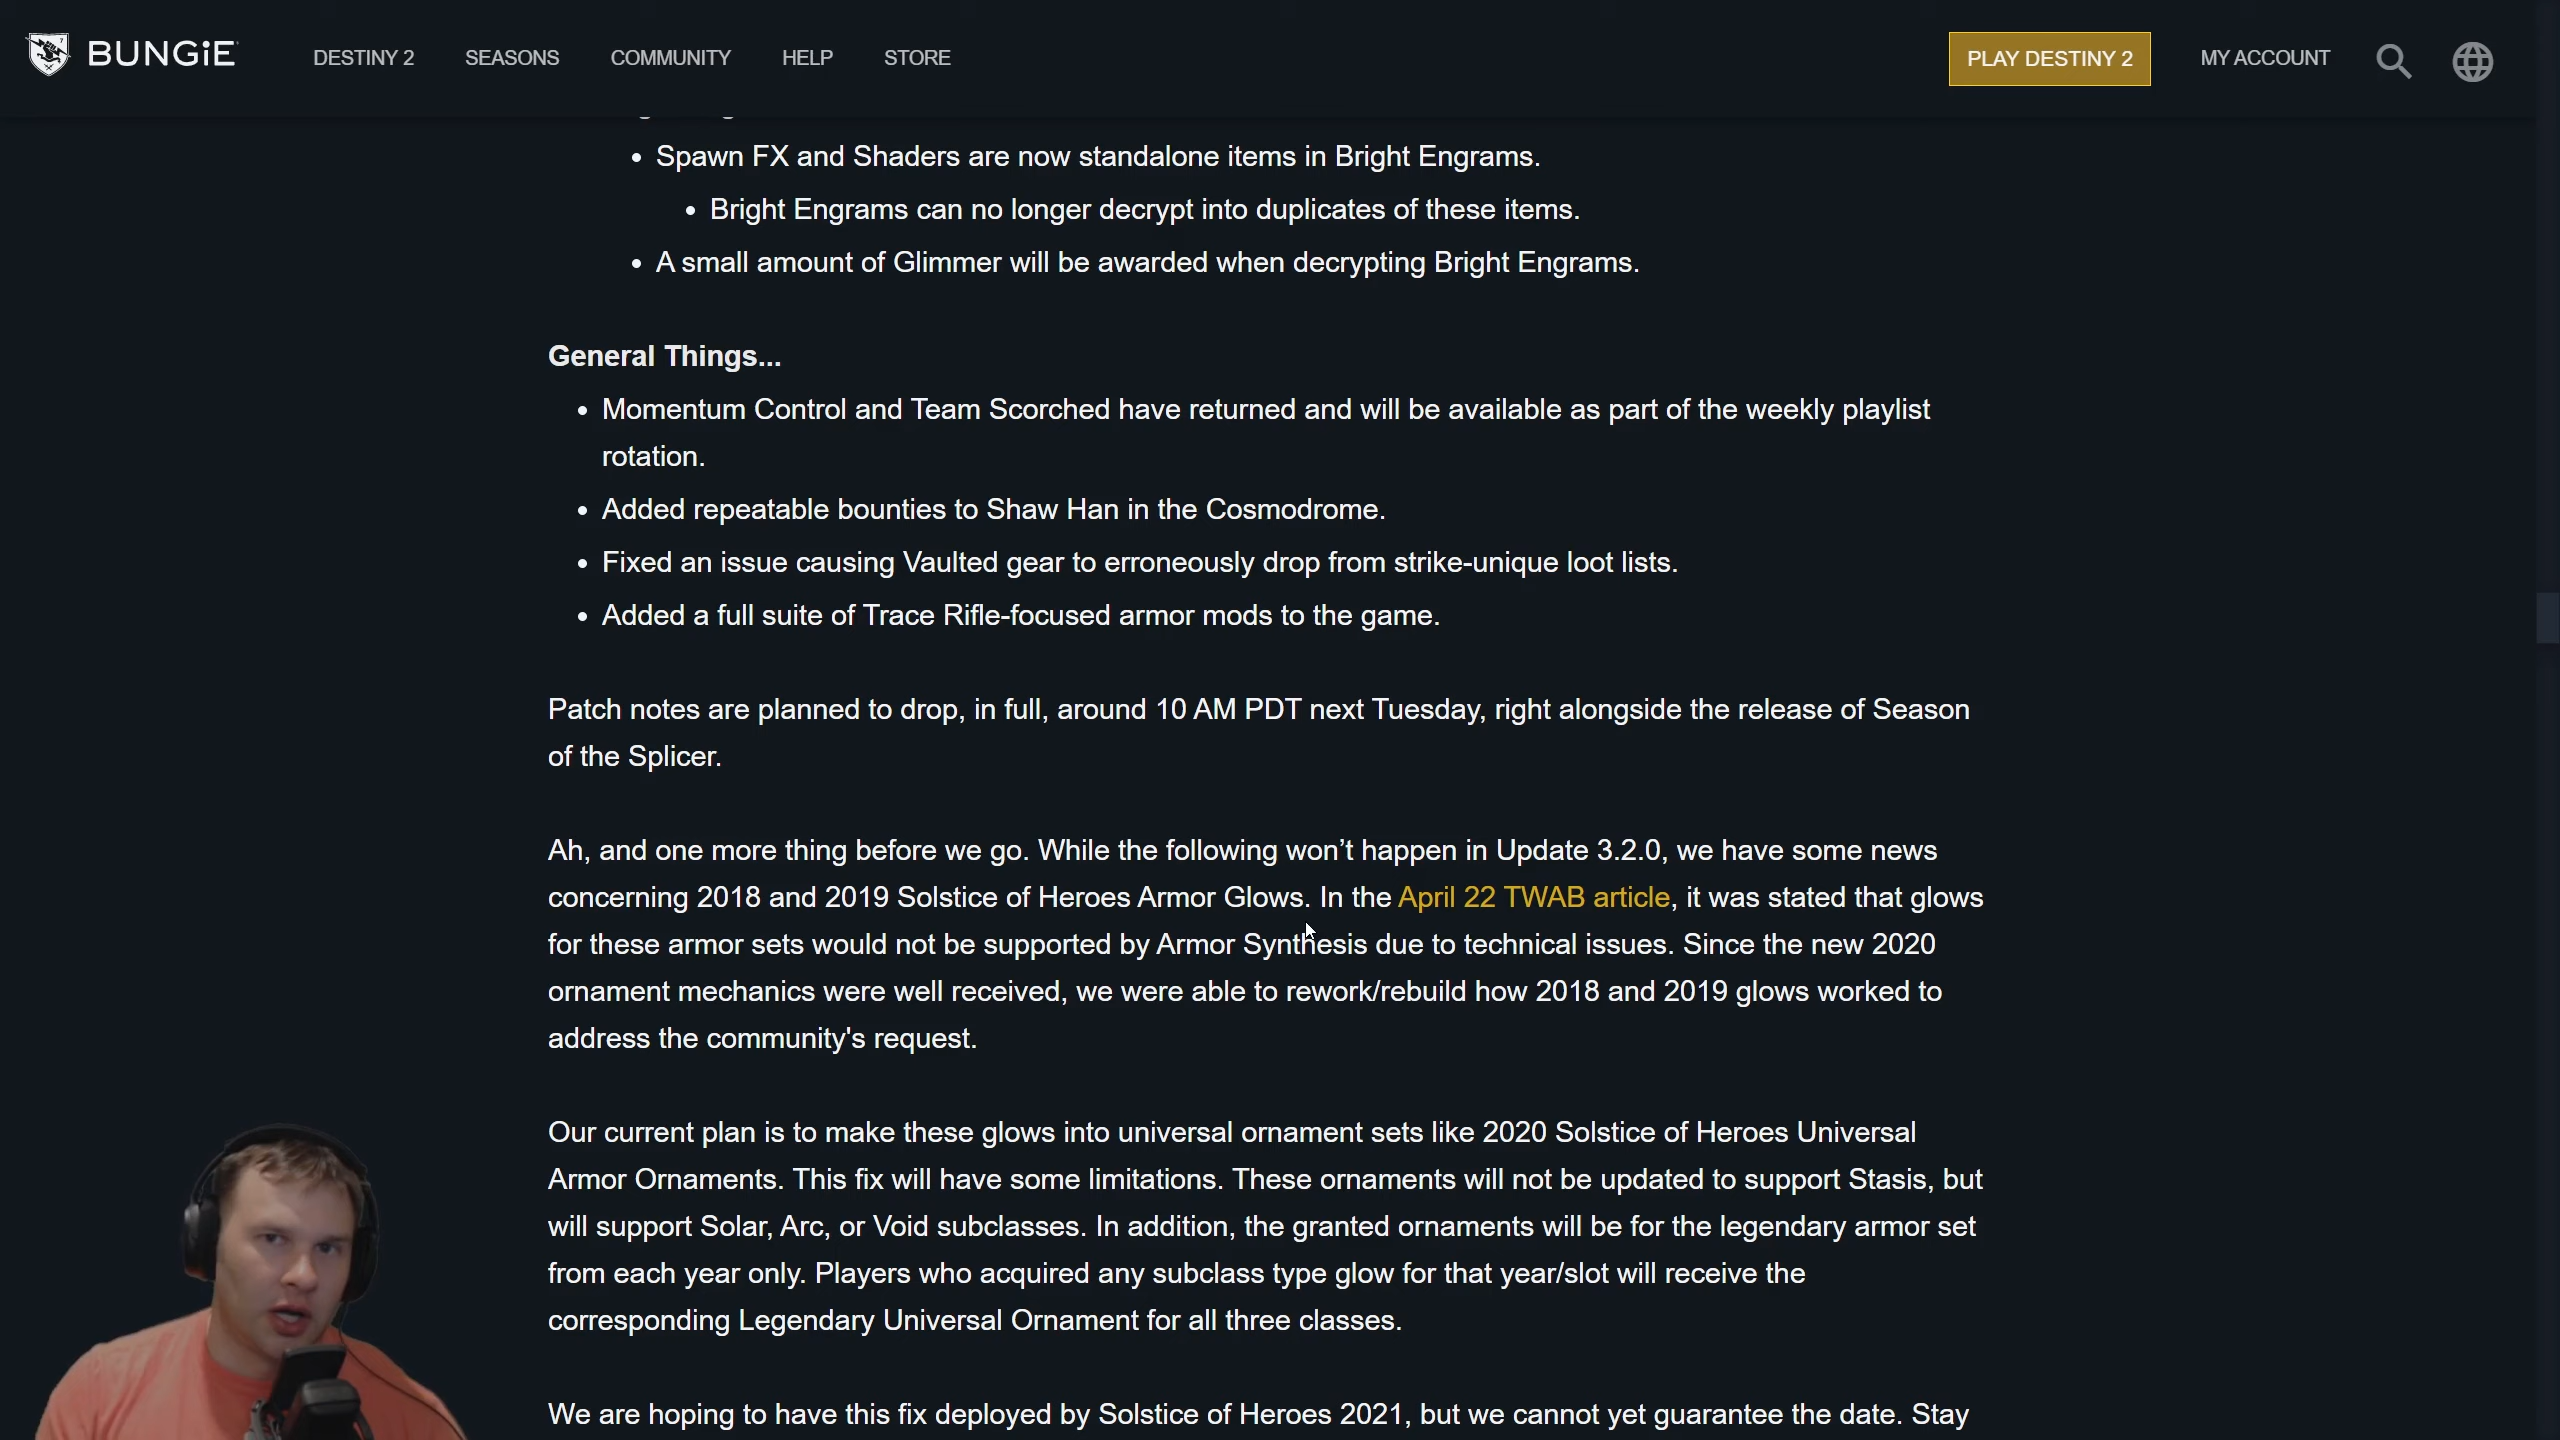 BUNGiE
DESTINY 2
SEASONS
COMMUNITY
HELP
STORE
PLAY DESTINY 2
MY ACCOUNT
• Spawn FX and Shaders are now standalone items in Bright Engrams.
• Bright Engrams can no longer decrypt into duplicates of these items.
• A small amount of Glimmer will be awarded when decrypting Bright Engrams.
General Things...
• Momentum Control and Team Scorched have returned and will be available as part of the weekly playlist
rotation.
• Added repeatable bounties to Shaw Han in the Cosmodrome.
• Fixed an issue causing Vaulted gear to erroneously drop from strike-unique loot lists.
• Added a full suite of Trace Rifle-focused armor mods to the game.
Patch notes are planned to drop, in full, around 10 AM PDT next Tuesday, right alongside the release of Season
of the Splicer.
Ah, and one more thing before we go. While the following won’t happen in Update 3.2.0, we have some news
concerning 2018 and 2019 Solstice of Heroes Armor Glows. In the April 22 TWAB article, it was stated that glows
for these armor sets would not be supported by Armor Synthesis due to technical issues. Since the new 2020
ornament mechanics were well received, we were able to rework/rebuild how 2018 and 2019 glows worked to
address the community's request.
Our current plan is to make these glows into universal ornament sets like 2020 Solstice of Heroes Universal
Armor Ornaments. This fix will have some limitations. These ornaments will not be updated to support Stasis, but
will support Solar, Arc, or Void subclasses. In addition, the granted ornaments will be for the legendary armor set
from each year only. Players who acquired any subclass type glow for that year/slot will receive the
corresponding Legendary Universal Ornament for all three classes.
We are hoping to have this fix deployed by Solstice of Heroes 2021, but we cannot yet guarantee the date. Stay